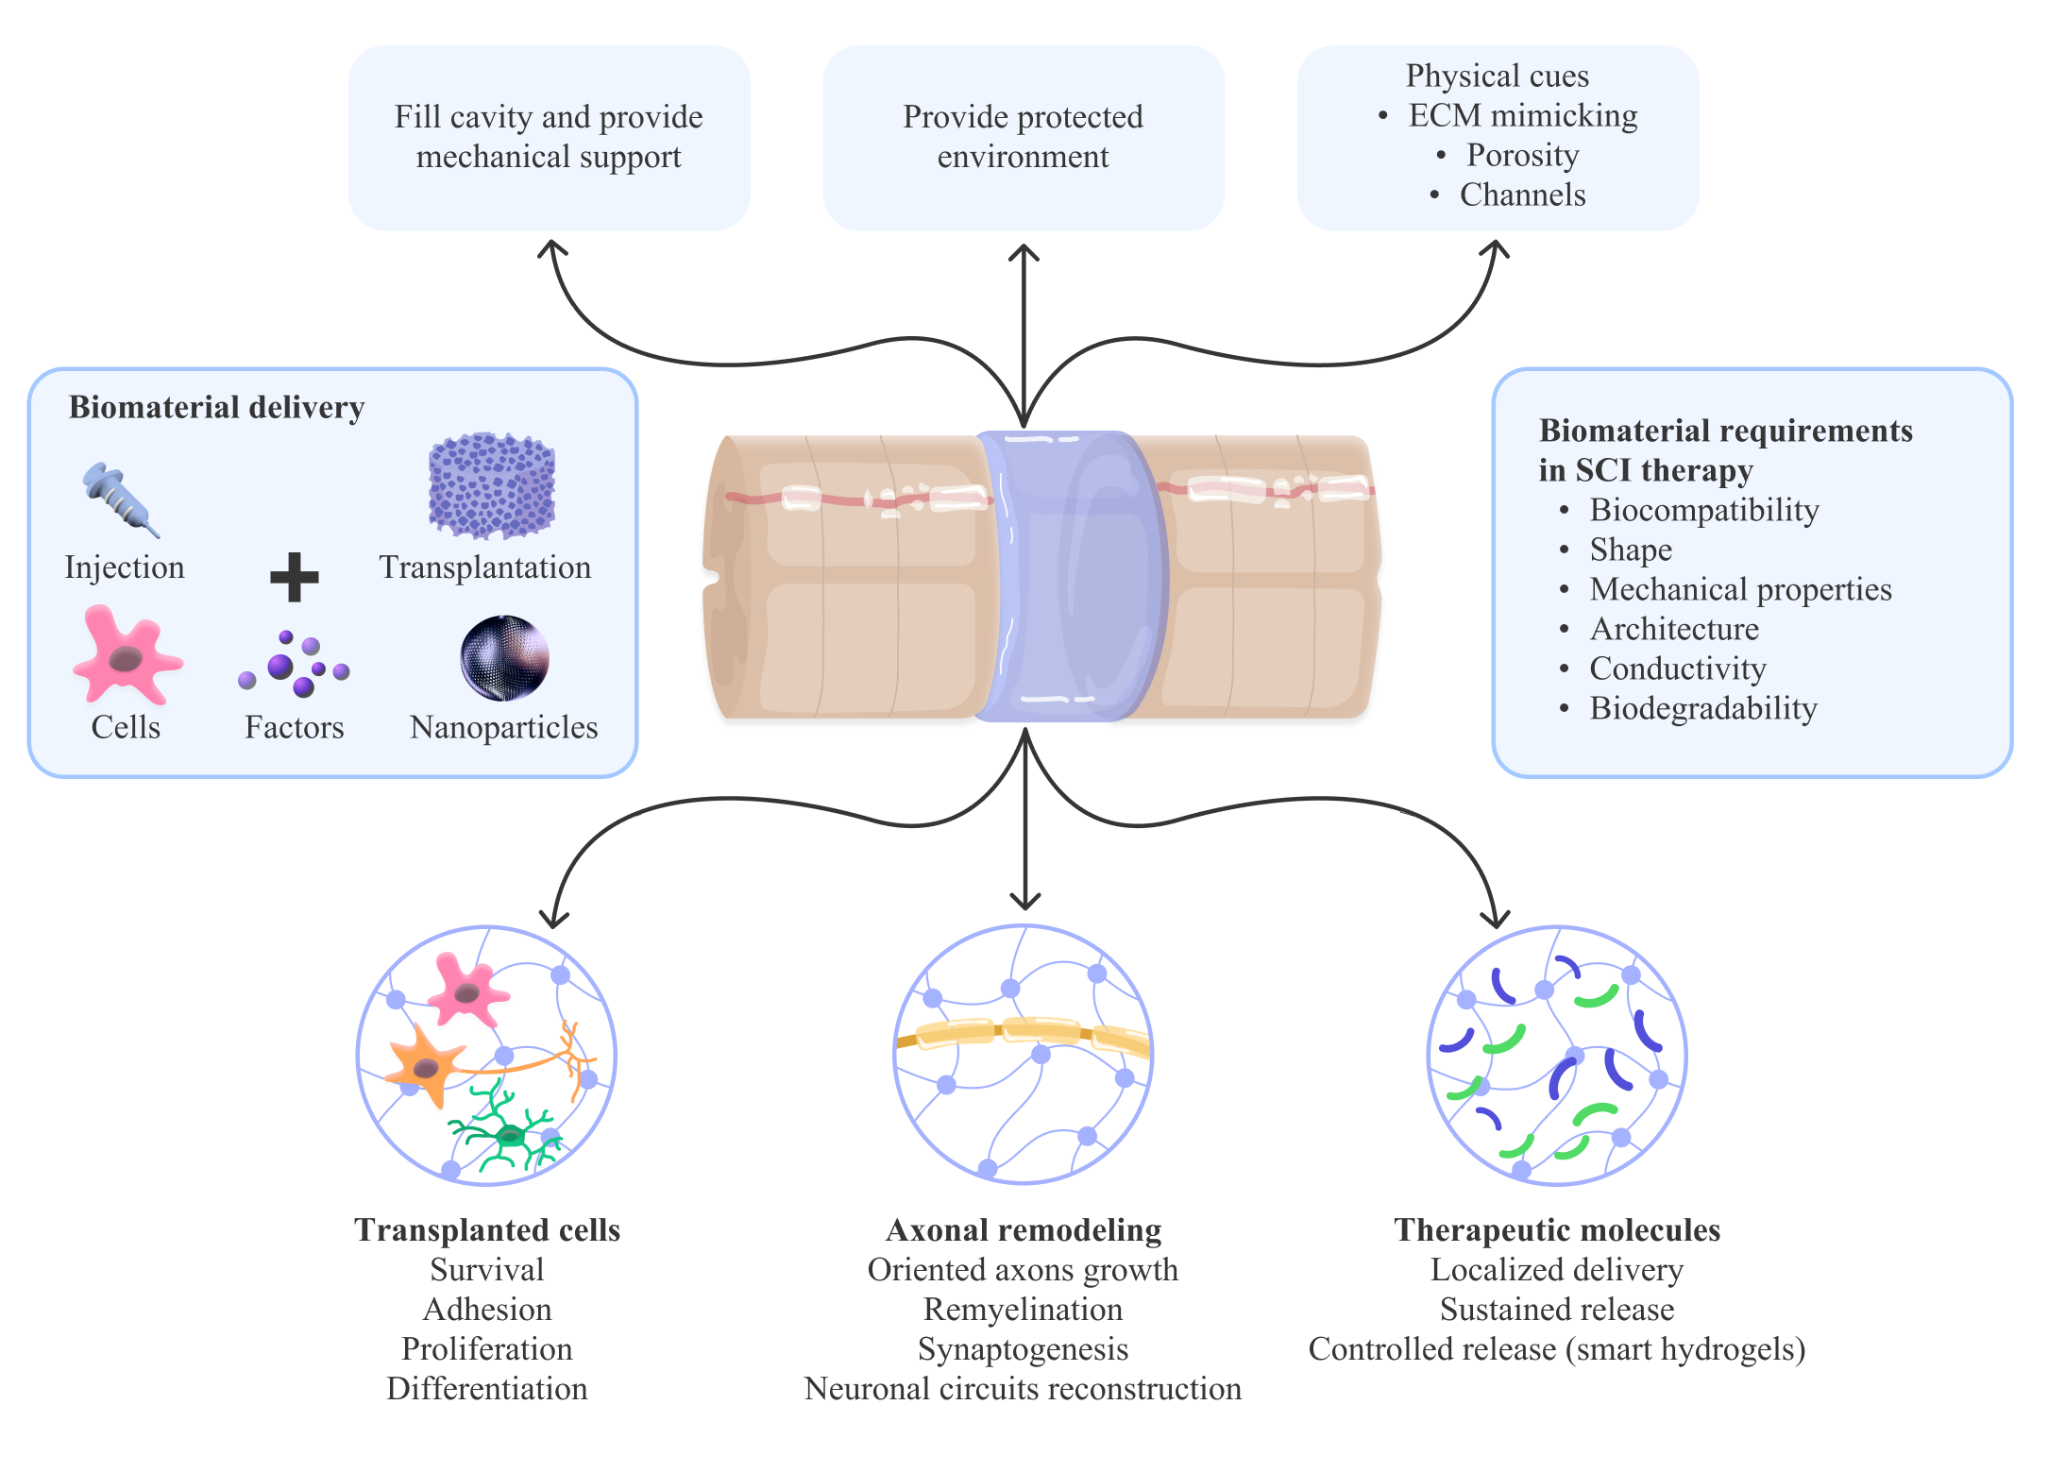 Fill cavity and provide
mechanical support
Provide protected
environment
Physical cues
• ECM mimicking
• Porosity
• Channels
Biomaterial delivery
Injection
+
Transplantation
Cells
Factors
Nanoparticles
Biomaterial requirements
in SCI therapy
• Biocompatibility
• Shape
• Mechanical properties
• Architecture
• Conductivity
• Biodegradability
Transplanted cells
Survival
Adhesion
Proliferation
Differentiation
Axonal remodeling
Oriented axons growth
Remyelination
Synaptogenesis
Neuronal circuits reconstruction
Therapeutic molecules
Localized delivery
Sustained release
Controlled release (smart hydrogels)